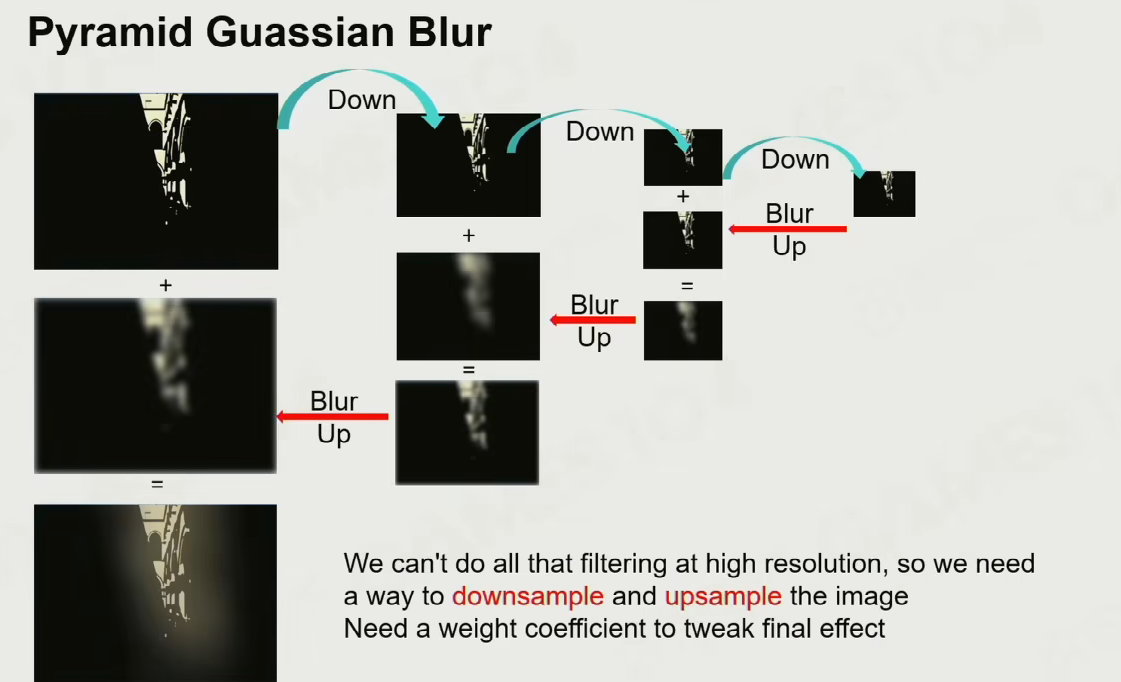 Pyramid Guassian Blur
Down
Down
Down
+
Blur
Up
+
=
Blur
Up
+
=
Blur
Up
=
We can't do all that filtering at high resolution, so we need
a way to downsample and upsample the image
Need a weight coefficient to tweak final effect